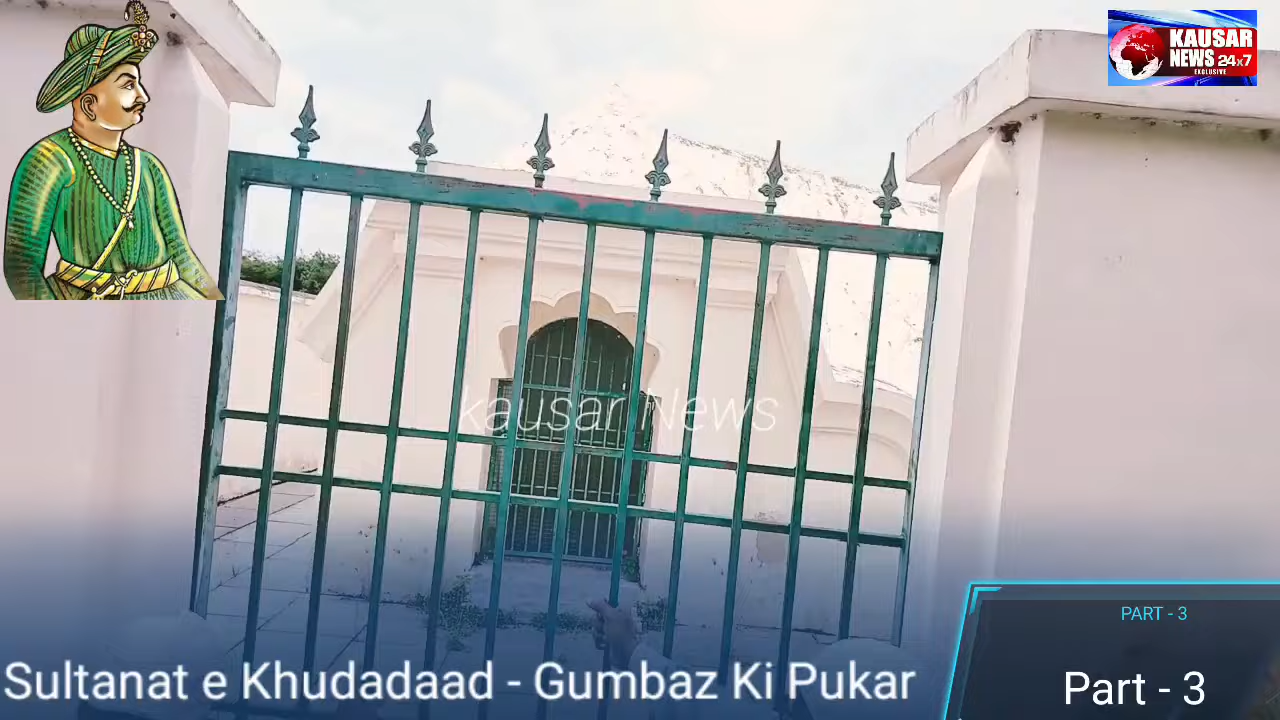 KAUSAR
NEWS 24x7
EXCLUSIVE
kausar News
PART - 3
Sultanat e Khudadaad - Gumbaz Ki Pukar
Part - 3